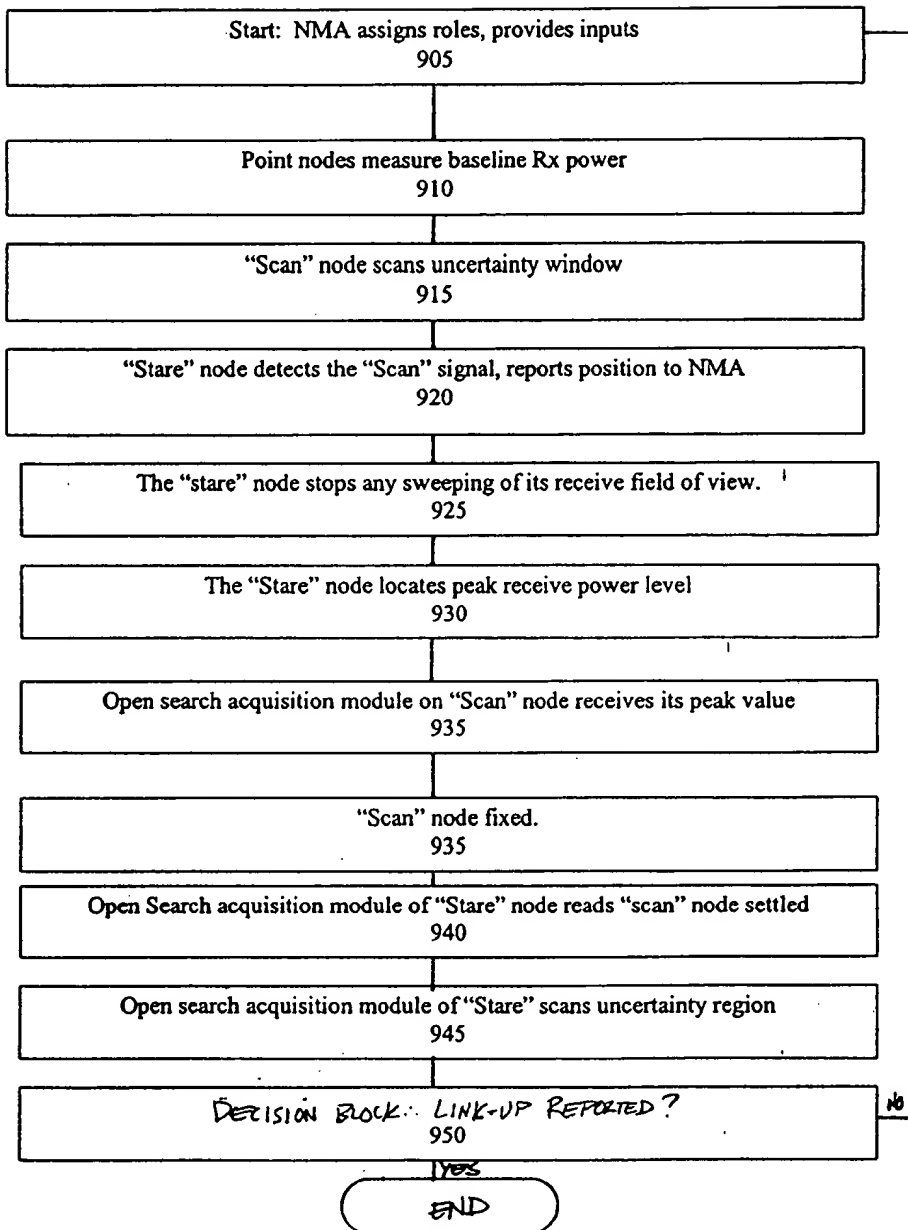 Start: NMA assigns roles, provides inputs
905
Point nodes measure baseline Rx power
910
“Scan” node scans uncertainty window
915
“Stare” node detects the “Scan” signal, reports position to NMA
920
The “stare” node stops any sweeping of its receive field of view.
925
The “Stare” node locates peak receive power level
930
Open search acquisition module on “Scan” node receives its peak value
935
“Scan” node fixed.
935
Open Search acquisition module of “Stare” node reads “scan” node settled
940
Open search acquisition module of “Stare” scans uncertainty region
945
DECISION BLOCK: LINK-UP REPORTED?
NO
950
YES
END